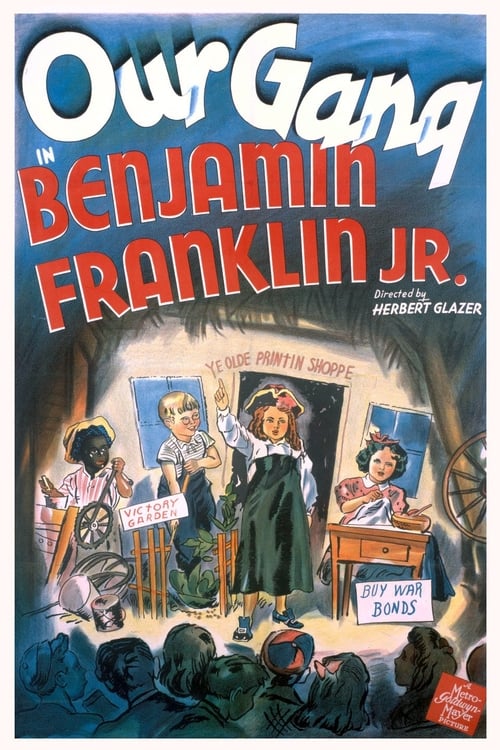 Our Gang
IN
BENJAMIN
FRANKLIN JR.
Directed by
HERBERT GLAZER
YE OLDE PRINTIN SHOPPE
VICTORY
GARDEN
BUY WAR
BONDS
A
Metro-
Goldwyn-
Mayer
PICTURE